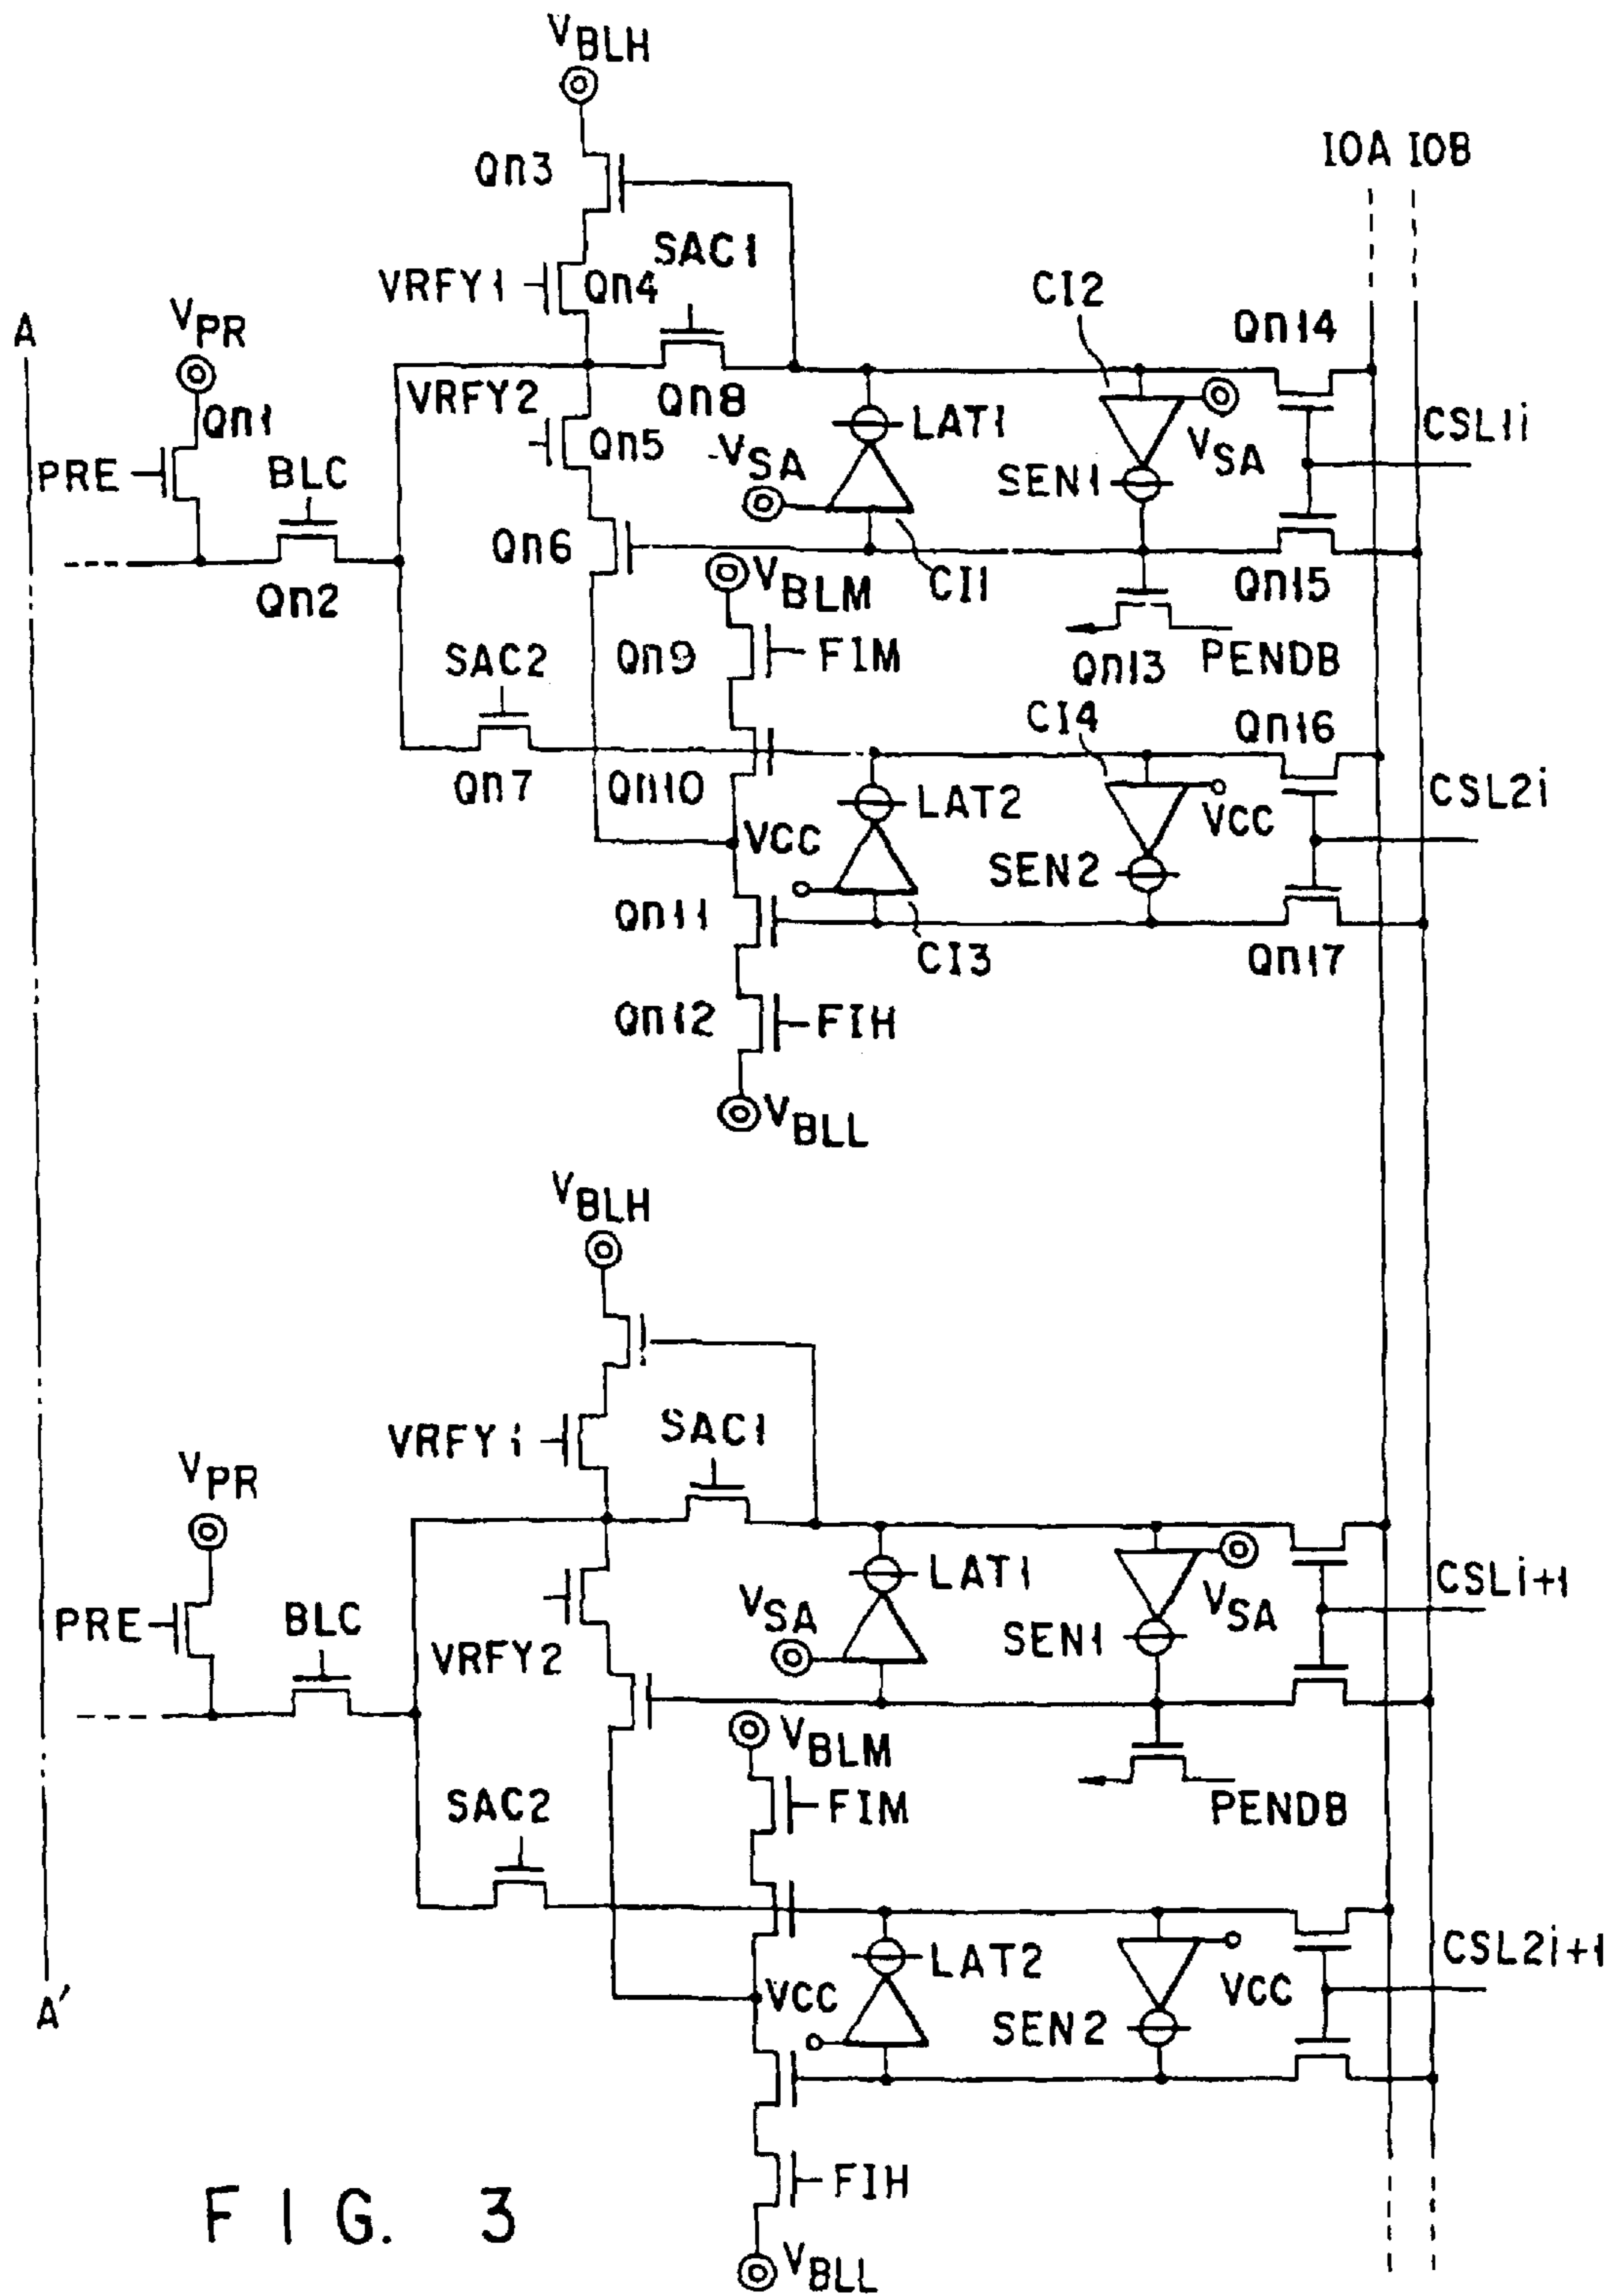 VBLH
IOA IOB
Qn3
SAC1
VRFY1
Qn4
CI2
Qn14
A
VPR
VRFY2
Qn8
LAT1
VSA
CSL1i
Qn1
Qn5
VSA
SEN1
PRE
BLC
Qn6
CI1
Qn15
Qn2
VBLM
SAC2
Qn9
FIM
Qn13
PENDB
CI4
Qn16
Qn7
Qn10
LAT2
VCC
CSL2i
VCC
SEN2
Qn11
CI3
Qn17
Qn12
FIH
VBLL
VBLH
VRFY1
SAC1
VPR
LAT1
VSA
CSLi+1
PRE
BLC
VSA
SEN1
VRFY2
VBLM
SAC2
FIM
PENDB
LAT2
VCC
CSL2i+1
VCC
SEN2
A'
FIH
VBLL
FIG. 3